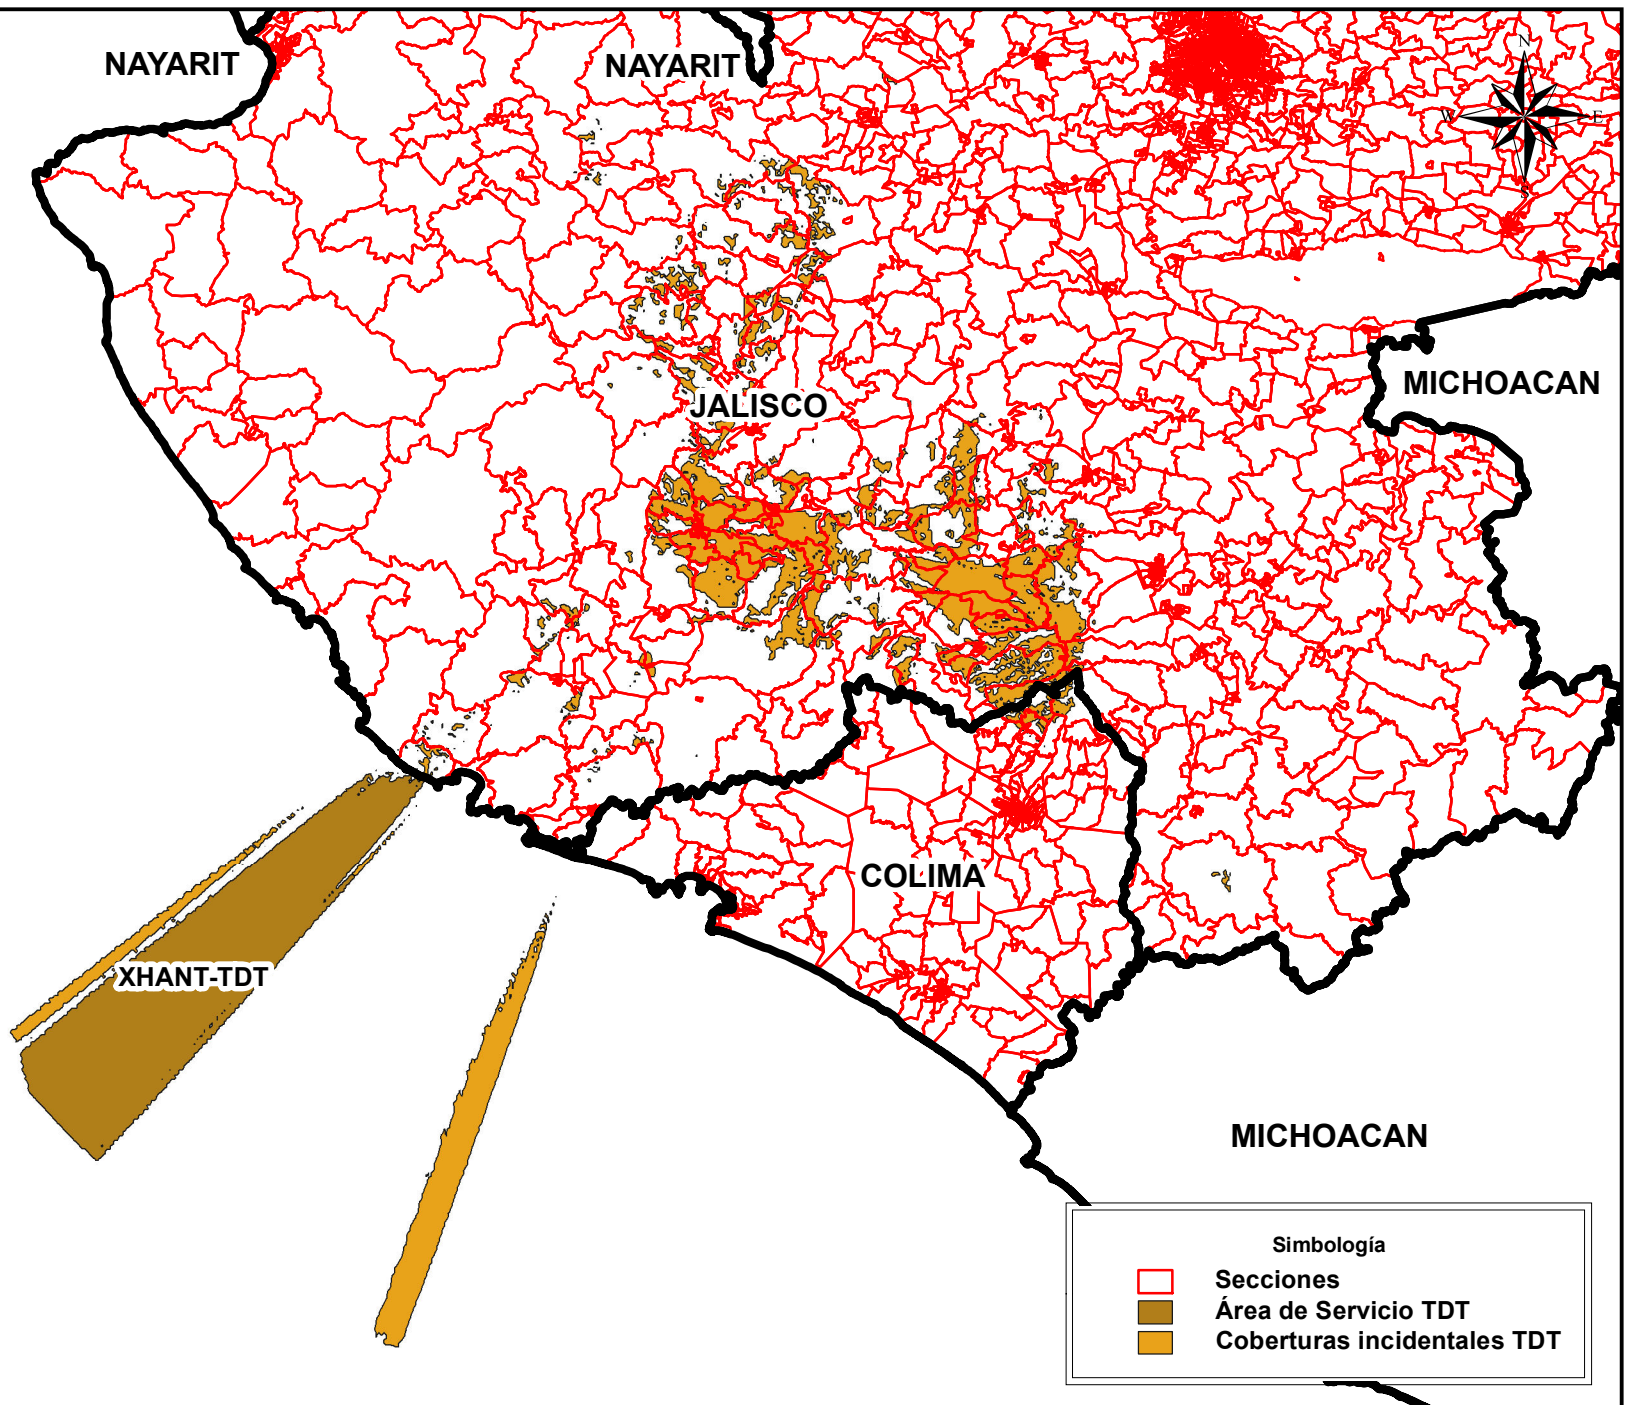 NAYARIT
NAYARIT
N
W
E
S
MICHOACAN
JALISCO
COLIMA
XHANT-TDT
MICHOACAN
Simbología
Secciones
Área de Servicio TDT
Coberturas incidentales TDT